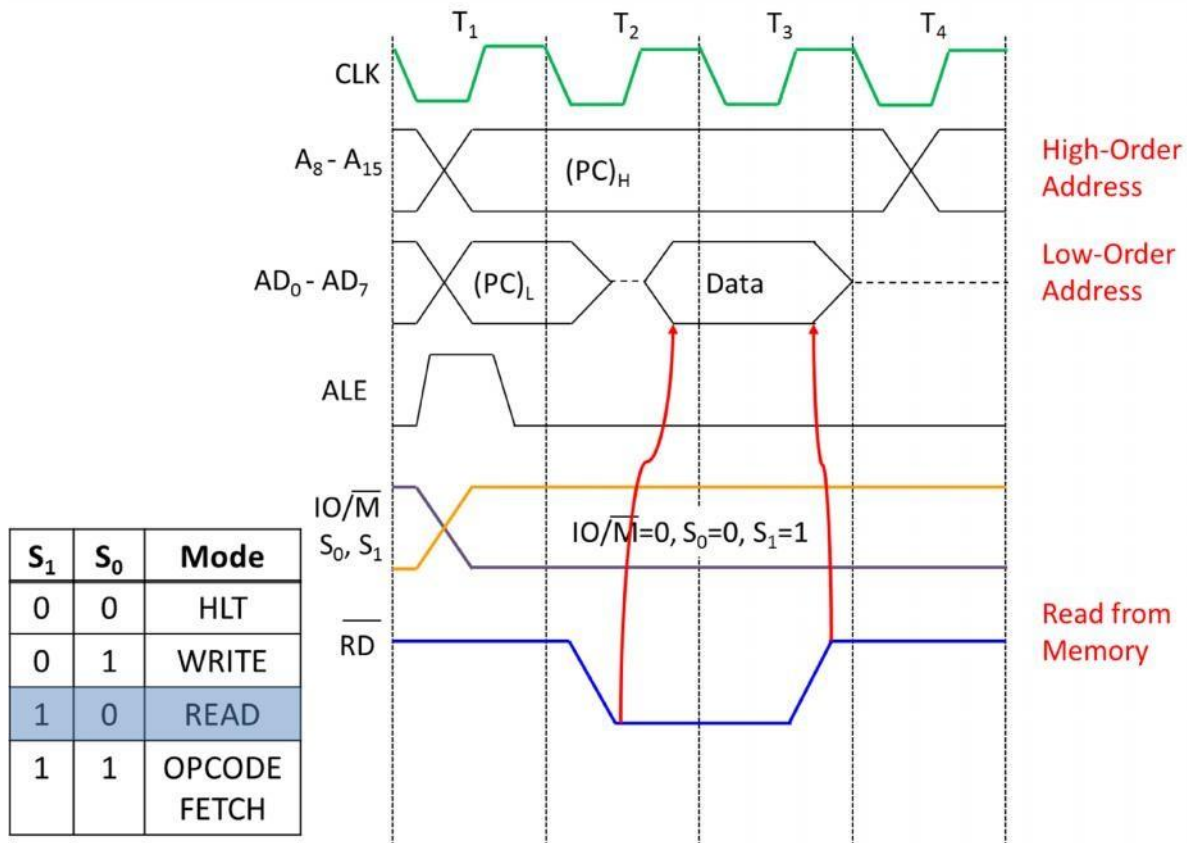 T₁ T₂ T₃ T₄
CLK
A₈ - A₁₅
(PC)H
High-Order
Address
AD₀ - AD₇
(PC)L
Data
Low-Order
Address
ALE
IO/M̅
S₀, S₁
IO/M̅=0, S₀=0, S₁=1
R̅D̅
Read from
Memory
S₁ S₀ Mode
0 0 HLT
0 1 WRITE
1 0 READ
1 1 OPCODE
FETCH